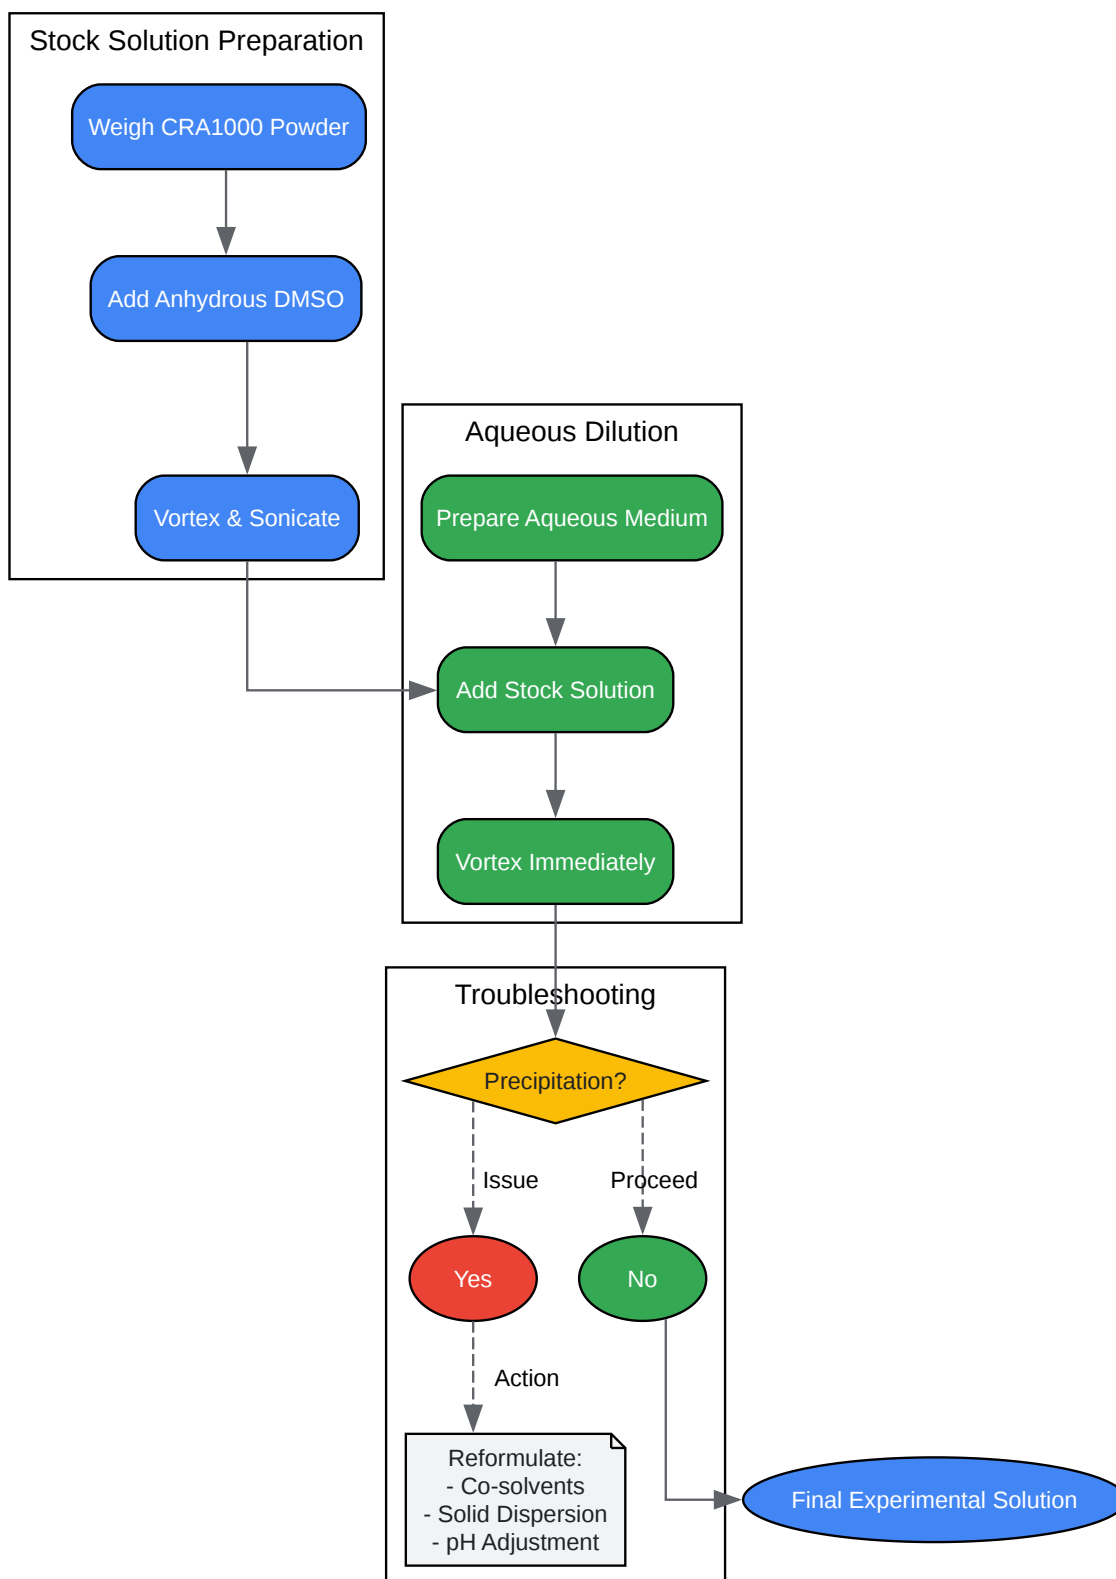 Stock Solution Preparation
Weigh CRA1000 Powder
Add Anhydrous DMSO
Vortex & Sonicate
Aqueous Dilution
Prepare Aqueous Medium
Add Stock Solution
Vortex Immediately
Troubleshooting
Precipitation?
Issue
Proceed
Yes
No
Action
Reformulate:
- Co-solvents
- Solid Dispersion
- pH Adjustment
Final Experimental Solution